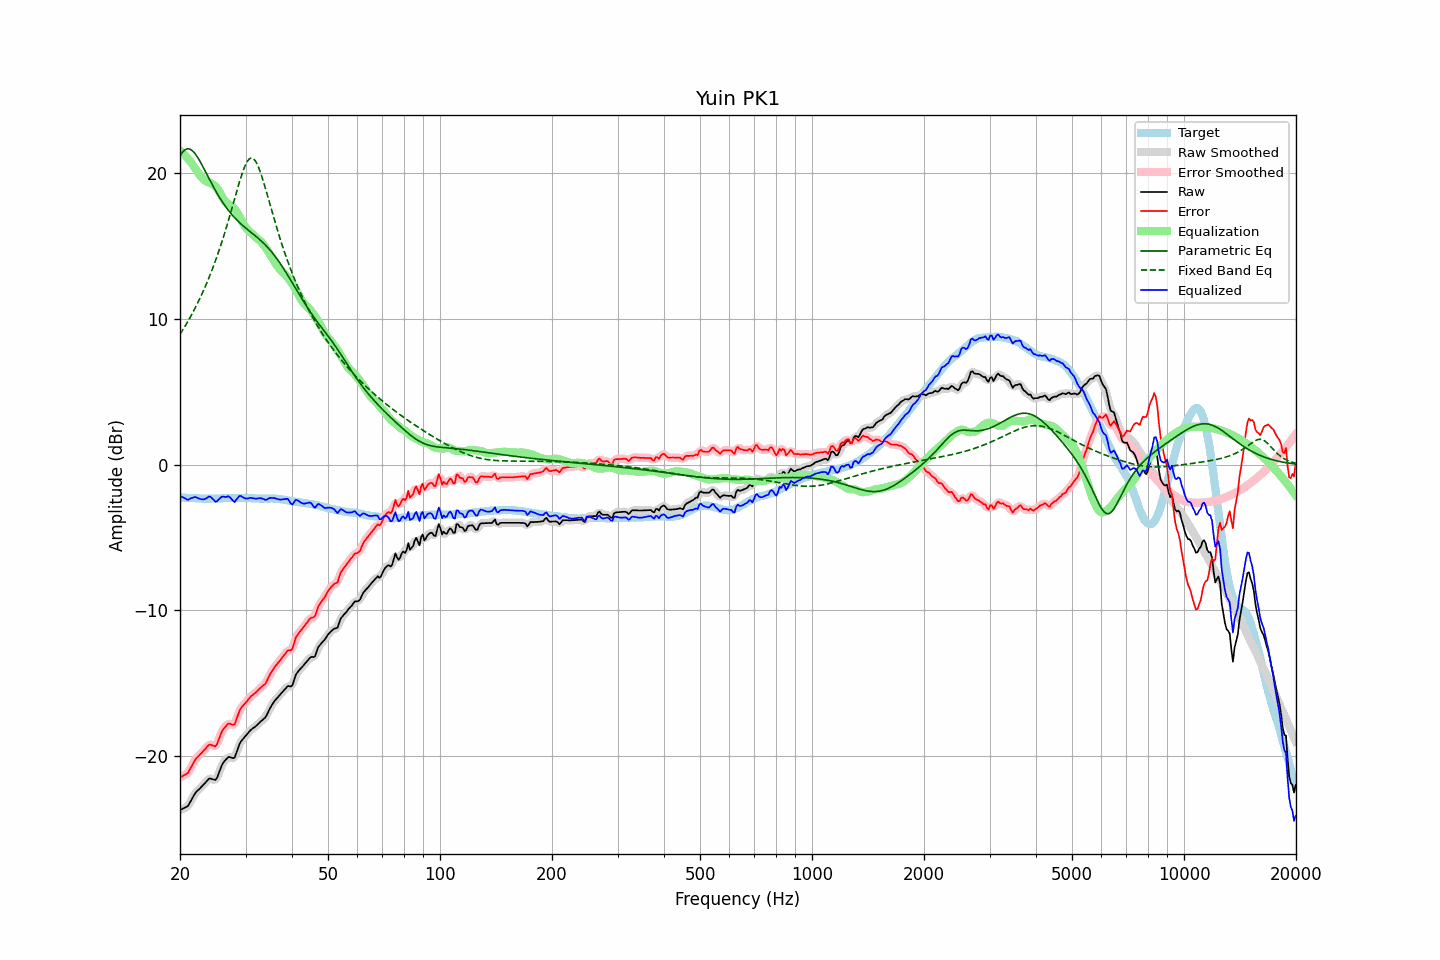 Yuin PK1
Target
Raw Smoothed
Error Smoothed
Raw
Error
Equalization
Parametric Eq
Fixed Band Eq
Equalized
Amplitude (dBr)
20
10
0
−10
−20
20 50 100 200 500 1000 2000 5000 10000 20000
Frequency (Hz)